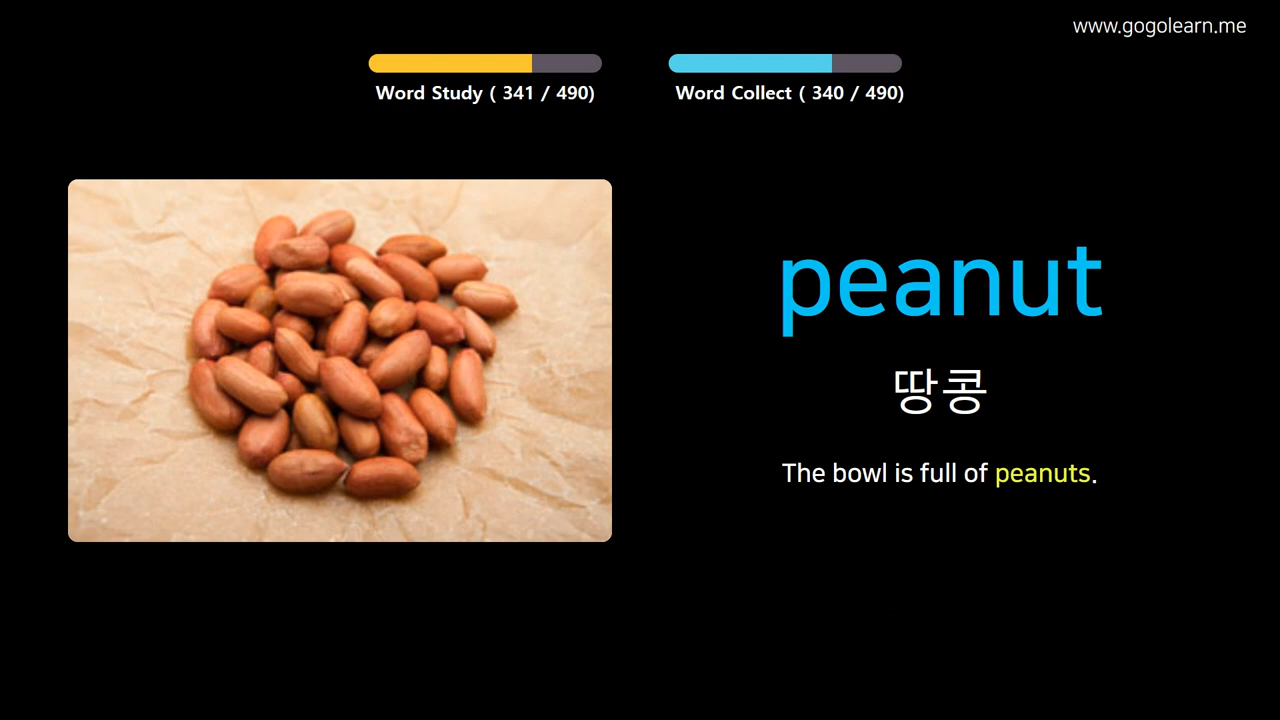 www.gogolearn.me
Word Study ( 341 / 490)
Word Collect ( 340 / 490)
peanut
땅콩
The bowl is full of peanuts.